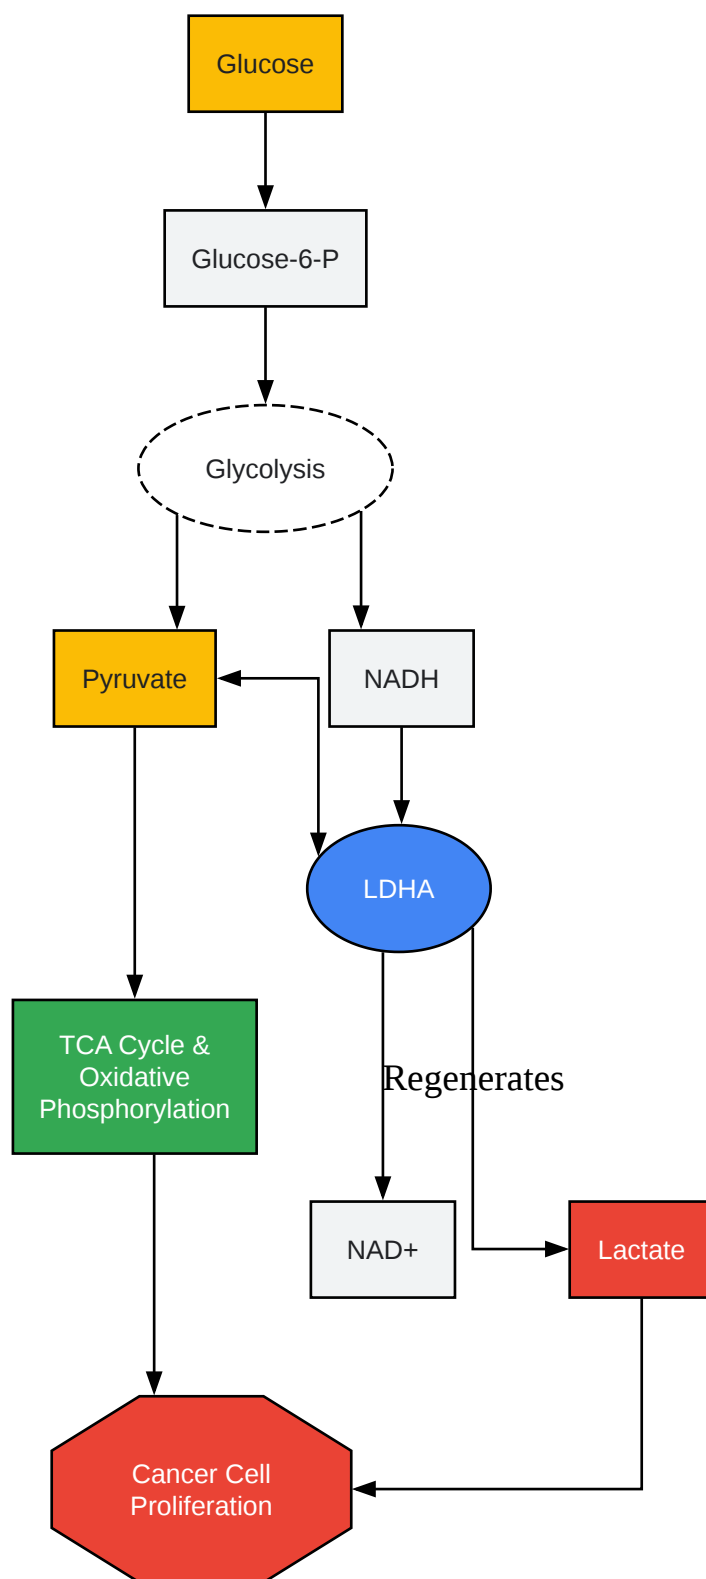 Glucose
Glucose-6-P
Glycolysis
Pyruvate
NADH
LDHA
TCA Cycle &
Oxidative
Phosphorylation
Regenerates
NAD+
Lactate
Cancer Cell
Proliferation